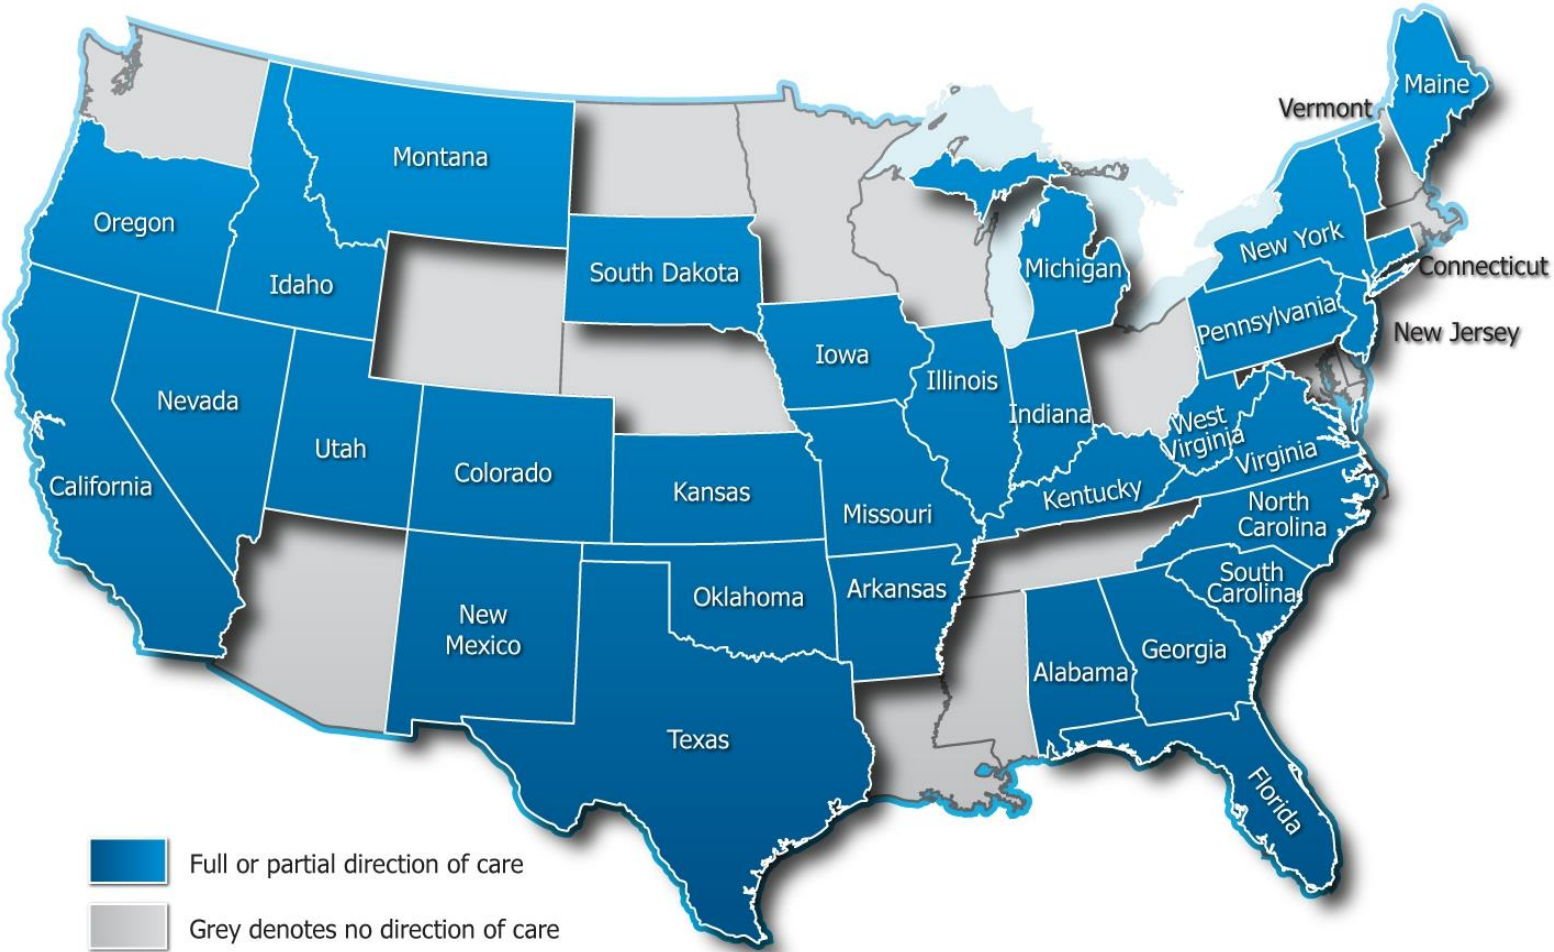 Maine
Vermont
Montana
Oregon
New York
Connecticut
Michigan
South Dakota
Idaho
Pennsylvania
New Jersey
Iowa
Illinois
Nevada
Indiana
West
Virginia
Utah
Virginia
Colorado
California
Kansas
Kentucky
Missouri
North
Carolina
South
Carolina
Arkansas
Oklahoma
New
Mexico
Georgia
Alabama
Texas
Florida
Full or partial direction of care
Grey denotes no direction of care